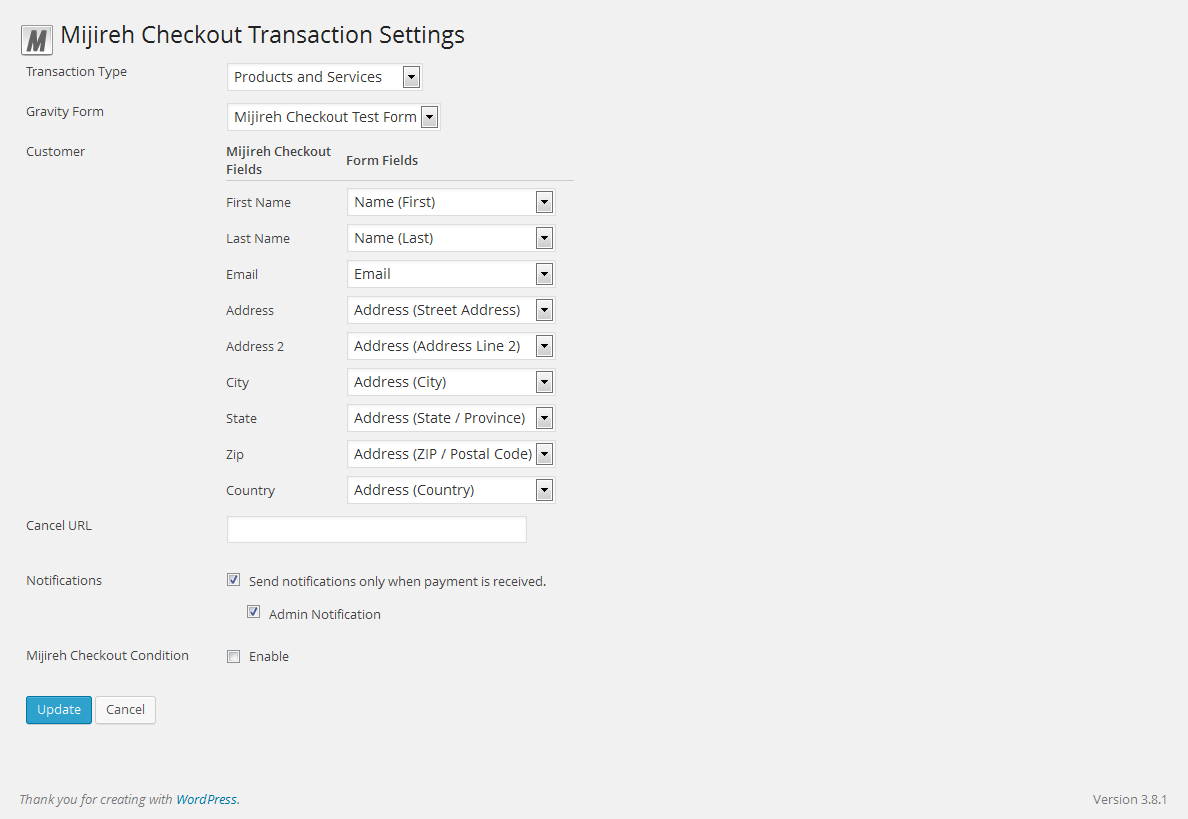 M Mijireh Checkout Transaction Settings
Transaction Type Products and Services
Gravity Form Mijireh Checkout Test Form
Customer Mijireh Checkout Fields Form Fields
First Name Name (First)
Last Name Name (Last)
Email Email
Address Address (Street Address)
Address 2 Address (Address Line 2)
City Address (City)
State Address (State / Province)
Zip Address (ZIP / Postal Code)
Country Address (Country)
Cancel URL
Notifications Send notifications only when payment is received.
Admin Notification
Mijireh Checkout Condition Enable
Update Cancel
Thank you for creating with WordPress. Version 3.8.1